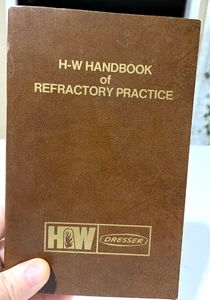 H-W HANDBOOK
of
REFRACTORY PRACTICE
HW DRESSER